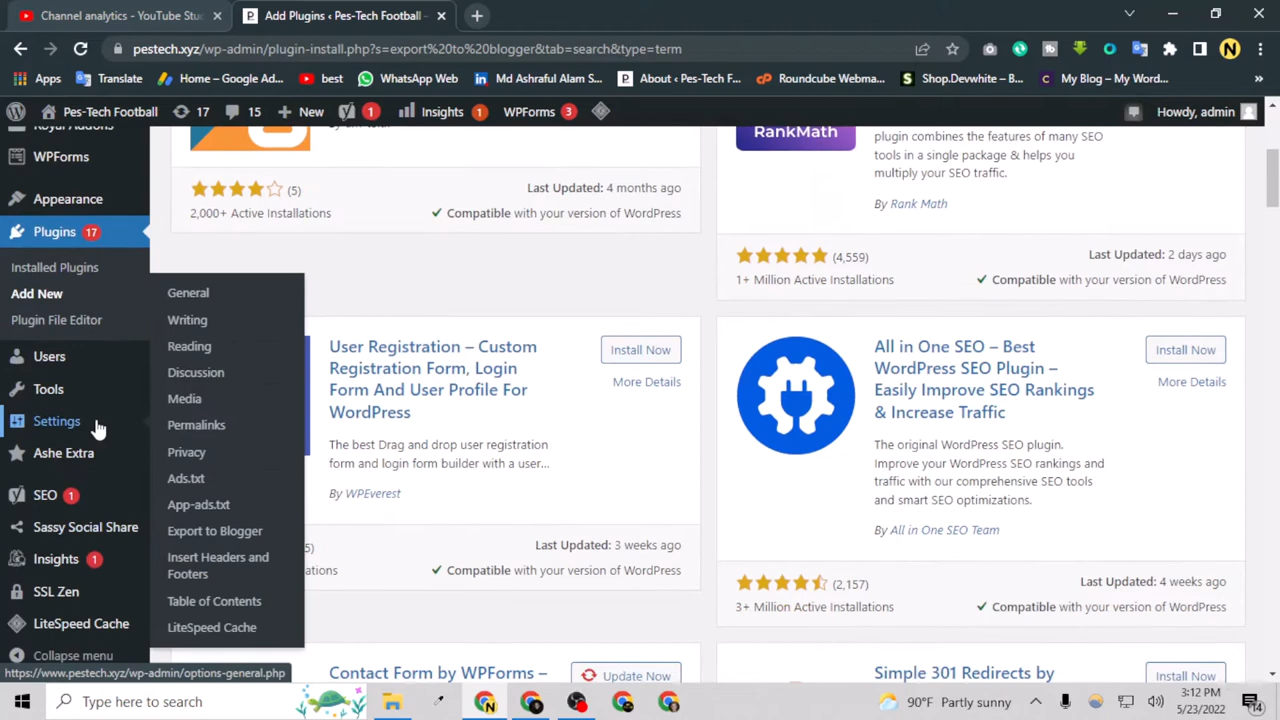 Channel analytics - YouTube Stu
Add Plugins ‹ Pes-Tech Football -
pestech.xyz/wp-admin/plugin-install.php?s=export%20to%20blogger&tab=search&type=term
Apps
Translate
Home – Google Ad...
best
WhatsApp Web
Md Ashraful Alam S...
About ‹ Pes-Tech F...
Roundcube Webma...
Shop.Devwhite – B...
My Blog – My Word...
»
Pes-Tech Football
17
15
New
1
Insights 1
WPForms 3
Howdy, admin
Royal Addons
WPForms
Appearance
Plugins 17
Installed Plugins
Add New
Plugin File Editor
Users
Tools
Settings
Ashe Extra
SEO 1
Sassy Social Share
Insights 1
SSL Zen
LiteSpeed Cache
Collapse menu
General
Writing
Reading
Discussion
Media
Permalinks
Privacy
Ads.txt
App-ads.txt
Export to Blogger
Insert Headers and
Footers
Table of Contents
LiteSpeed Cache
(5)
Last Updated: 4 months ago
2,000+ Active Installations
Compatible with your version of WordPress
RankMath
plugin combines the features of many SEO
tools in a single package & helps you
multiply your SEO traffic.
By Rank Math
(4,559)
Last Updated: 2 days ago
1+ Million Active Installations
Compatible with your version of WordPress
User Registration – Custom
Registration Form, Login
Form And User Profile For
WordPress
Install Now
More Details
The best Drag and drop user registration
form and login form builder with a user...
By WPEverest
5)
Last Updated: 3 weeks ago
ations
Compatible with your version of WordPress
All in One SEO – Best
WordPress SEO Plugin –
Easily Improve SEO Rankings
& Increase Traffic
Install Now
More Details
The original WordPress SEO plugin.
Improve your WordPress SEO rankings and
traffic with our comprehensive SEO tools
and smart SEO optimizations.
By All in One SEO Team
(2,157)
Last Updated: 4 weeks ago
3+ Million Active Installations
Compatible with your version of WordPress
Contact Form by WPForms –
Update Now
Simple 301 Redirects by
Install Now
https://www.pestech.xyz/wp-admin/options-general.php
Type here to search
90°F Partly sunny
3:12 PM
5/23/2022
14